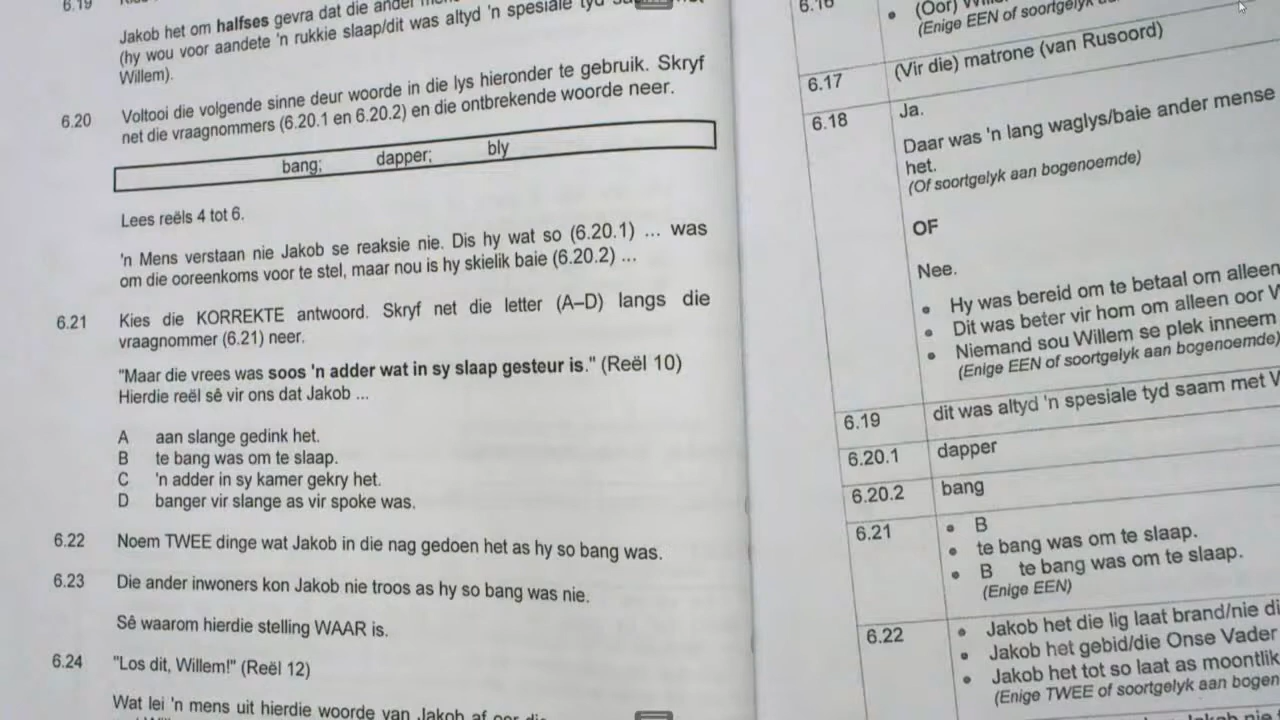 6.19
Jakob het om halfses gevra dat die ander
(hy wou voor aandete 'n rukkie slaap/dit was altyd 'n spesiale tyd
Willem).
6.20 Voltooi die volgende sinne deur woorde in die lys hieronder te gebruik. Skryf
net die vraagnommers (6.20.1 en 6.20.2) en die ontbrekende woorde neer.
bang; dapper; bly
Lees reëls 4 tot 6.
'n Mens verstaan nie Jakob se reaksie nie. Dis hy wat so (6.20.1) ... was
om die ooreenkoms voor te stel, maar nou is hy skielik baie (6.20.2) ...
6.21 Kies die KORREKTE antwoord. Skryf net die letter (A–D) langs die
vraagnommer (6.21) neer.
"Maar die vrees was soos 'n adder wat in sy slaap gesteur is." (Reël 10)
Hierdie reël sê vir ons dat Jakob ...
A aan slange gedink het.
B te bang was om te slaap.
C 'n adder in sy kamer gekry het.
D banger vir slange as vir spoke was.
6.22 Noem TWEE dinge wat Jakob in die nag gedoen het as hy so bang was.
6.23 Die ander inwoners kon Jakob nie troos as hy so bang was nie.
Sê waarom hierdie stelling WAAR is.
6.24 "Los dit, Willem!" (Reël 12)
Wat lei 'n mens uit hierdie woorde van Jakob af oor die
6.16
• (Oor)
(Enige EEN of soortgelyk
6.17 (Vir die) matrone (van Rusoord)
6.18 Ja.
Daar was 'n lang waglys/baie ander mense
het.
(Of soortgelyk aan bogenoemde)
OF
Nee.
• Hy was bereid om te betaal om alleen
• Dit was beter vir hom om alleen oor
• Niemand sou Willem se plek inneem
(Enige EEN of soortgelyk aan bogenoemde)
6.19 dit was altyd 'n spesiale tyd saam met
6.20.1 dapper
6.20.2 bang
6.21 • B
• te bang was om te slaap.
• B te bang was om te slaap.
(Enige EEN)
6.22 • Jakob het die lig laat brand/nie
• Jakob het gebid/die Onse Vader
• Jakob het tot so laat as moontlik
(Enige TWEE of soortgelyk aan